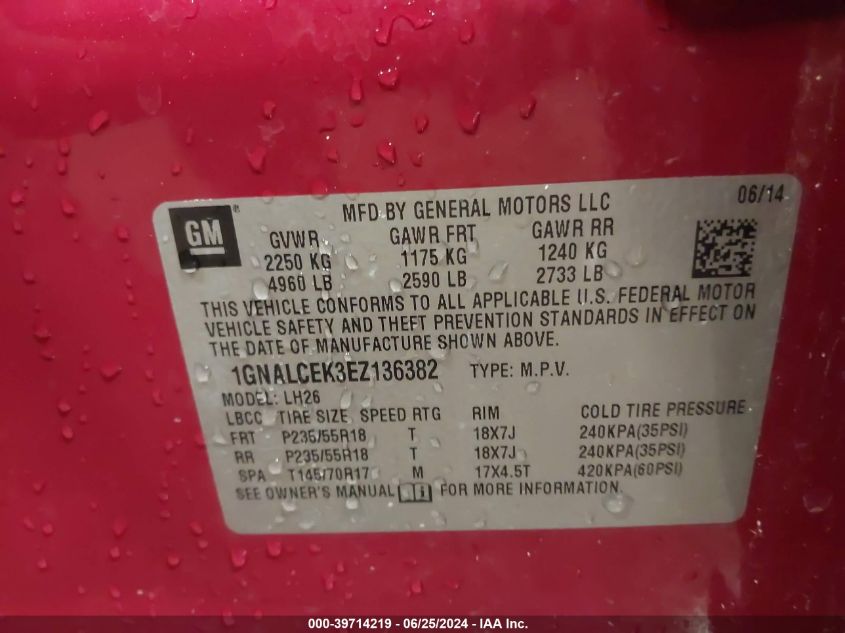 06/14
GM ®
MFD BY GENERAL MOTORS LLC
GVWR GAWR FRT GAWR RR
2250 KG 1175 KG 1240 KG
4960 LB 2590 LB 2733 LB
THIS VEHICLE CONFORMS TO ALL APPLICABLE U.S. FEDERAL MOTOR
VEHICLE SAFETY AND THEFT PREVENTION STANDARDS IN EFFECT ON
THE DATE OF MANUFACTURE SHOWN ABOVE.
1GNALCEK3EZ136382 TYPE: M.P.V.
MODEL: LH26
LBCC TIRE SIZE SPEED RTG RIM COLD TIRE PRESSURE
FRT P235/55R18 T 18X7J 240KPA(35PSI)
RR P235/55R18 T 18X7J 240KPA(35PSI)
SPA T145/70R17 M 17X4.5T 420KPA(60PSI)
SEE OWNER'S MANUAL FOR MORE INFORMATION.
000-39714219 - 06/25/2024 - IAA Inc.